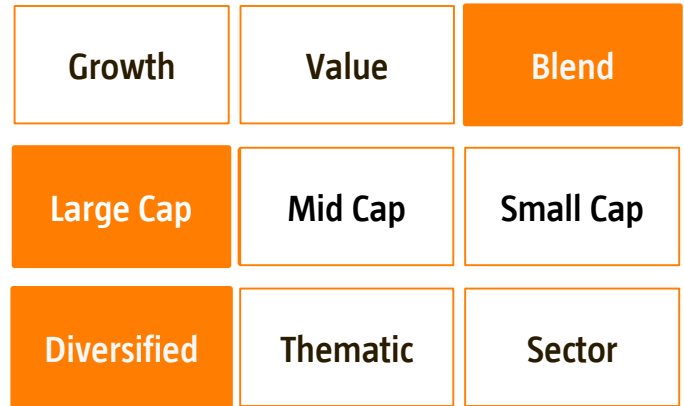 Growth Value Blend
Large Cap Mid Cap Small Cap
Diversified Thematic Sector